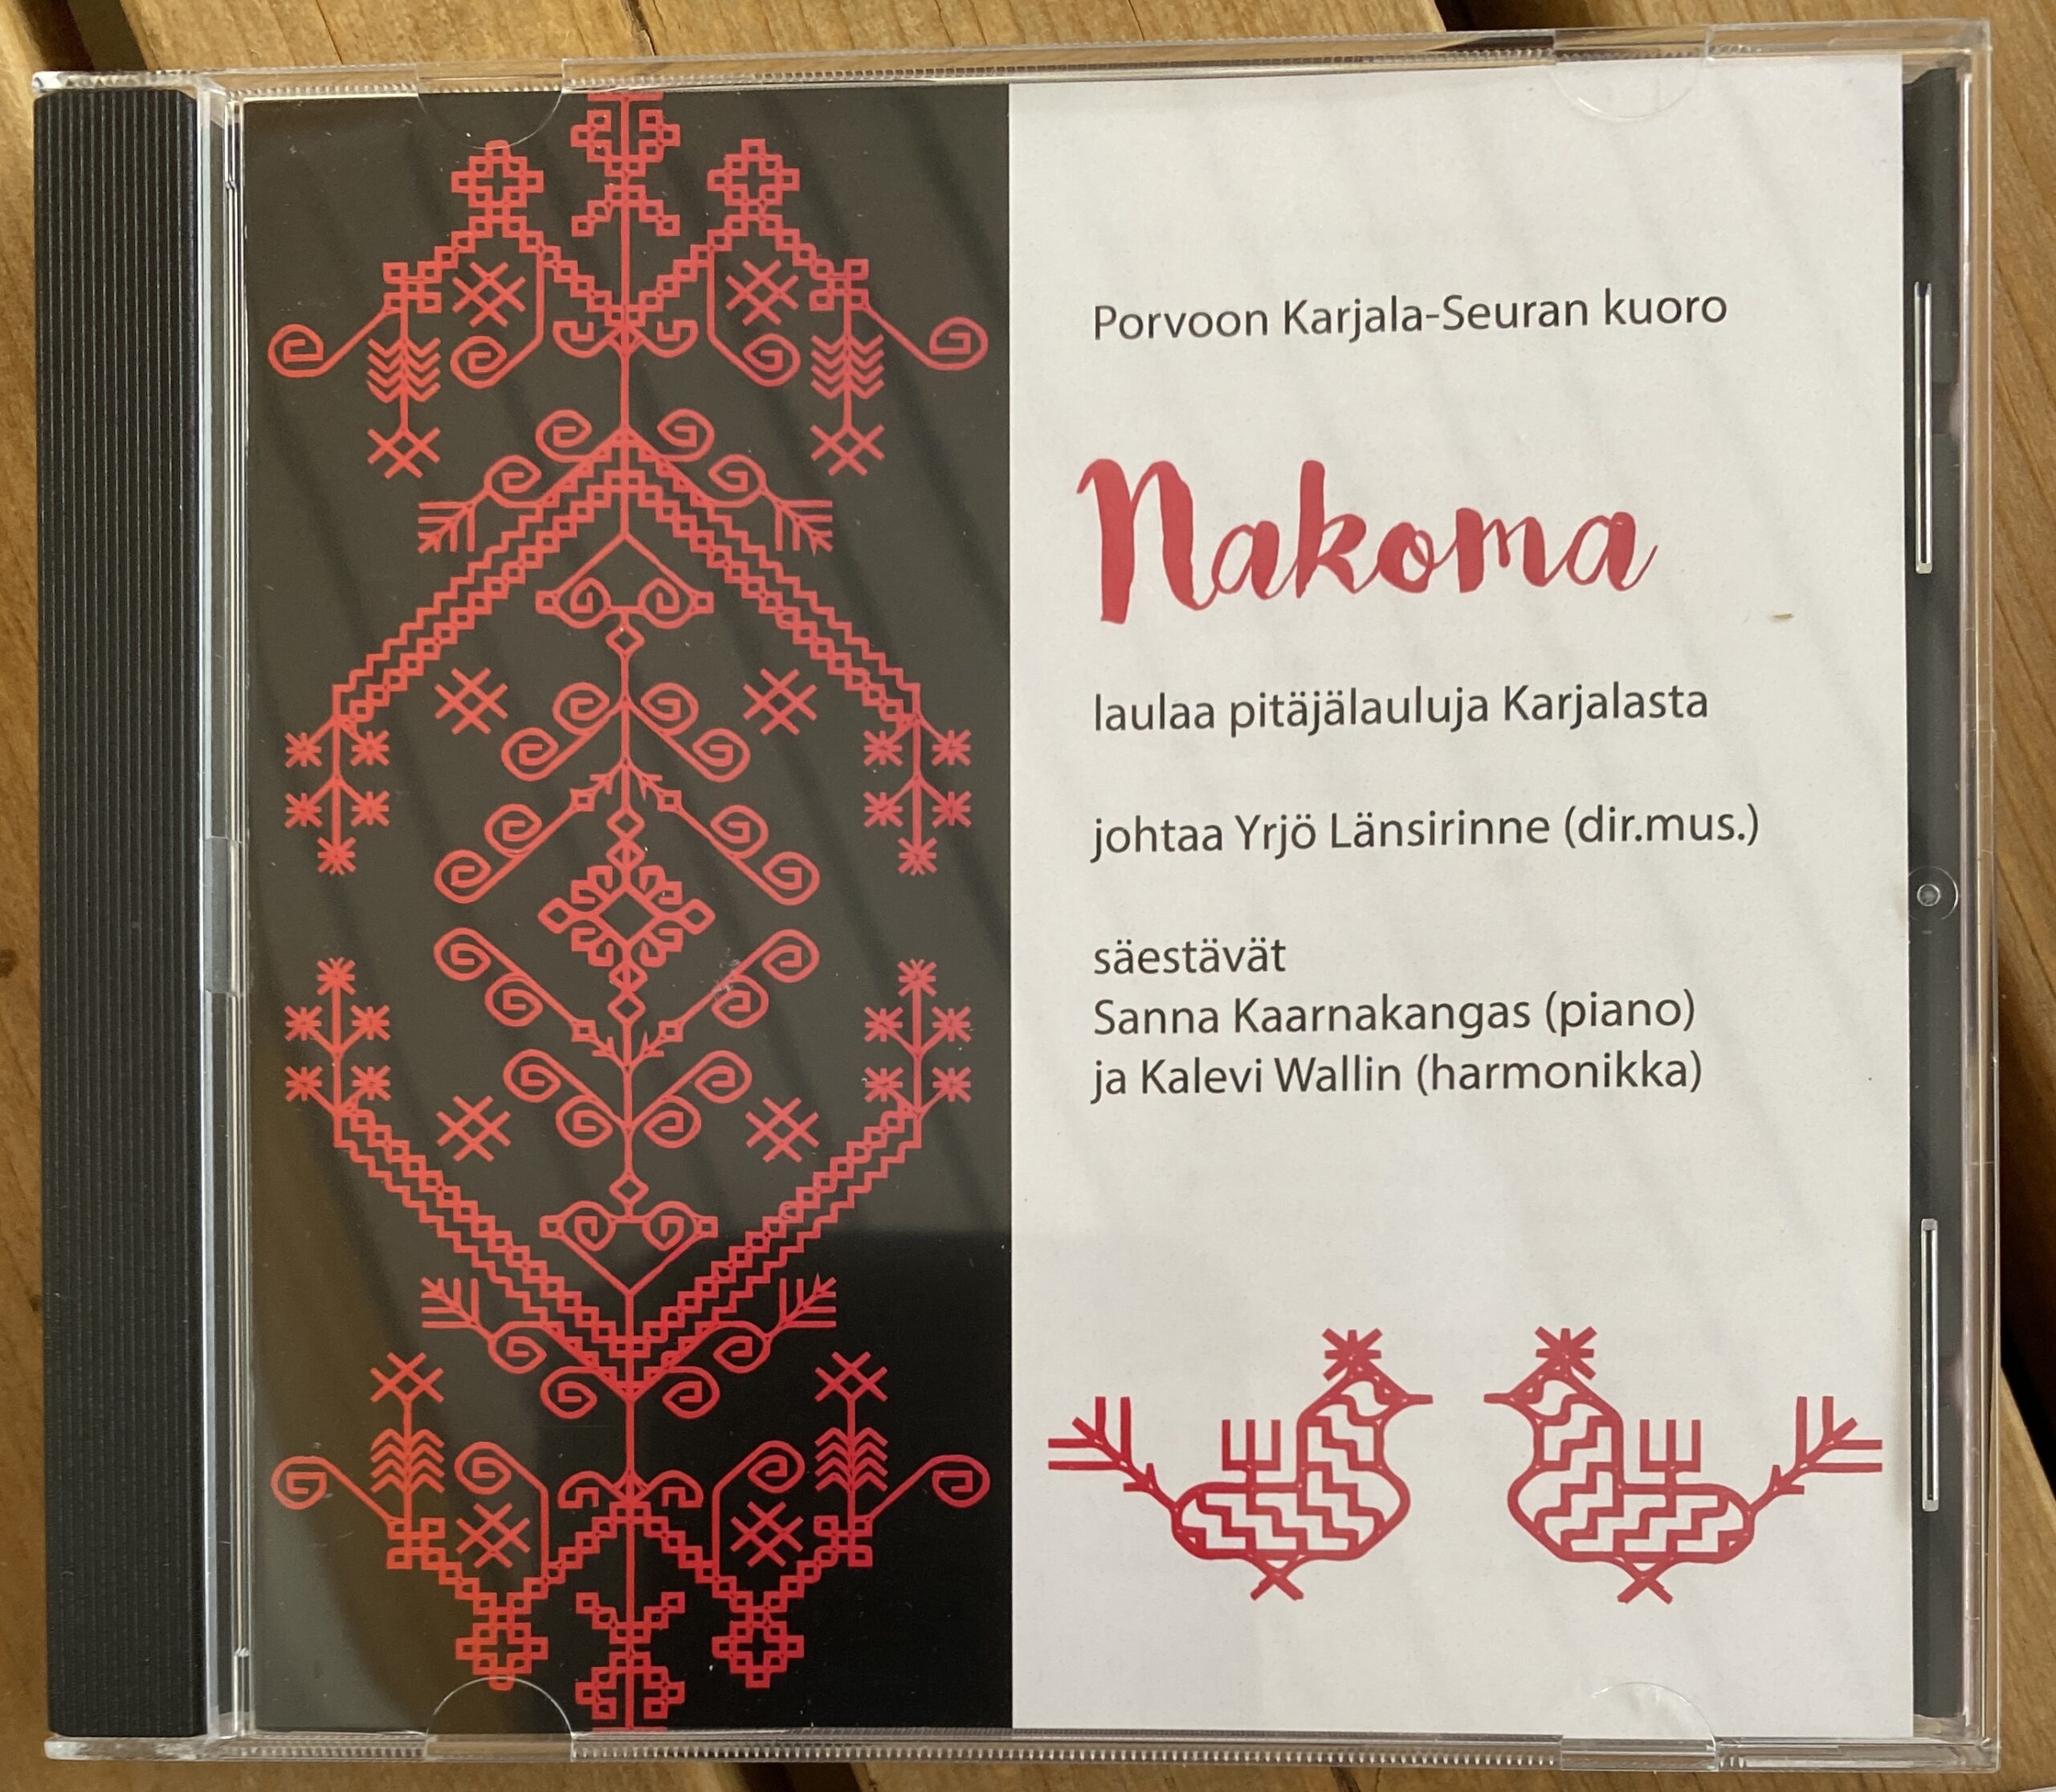 Porvoon Karjala-Seuran kuoro
Nakoma
laulaa pitäjälauluja Karjalasta
johtaa Yrjö Länsirinne (dir.mus.)
säestävät
Sanna Kaarnakangas (piano)
ja Kalevi Wallin (harmonikka)